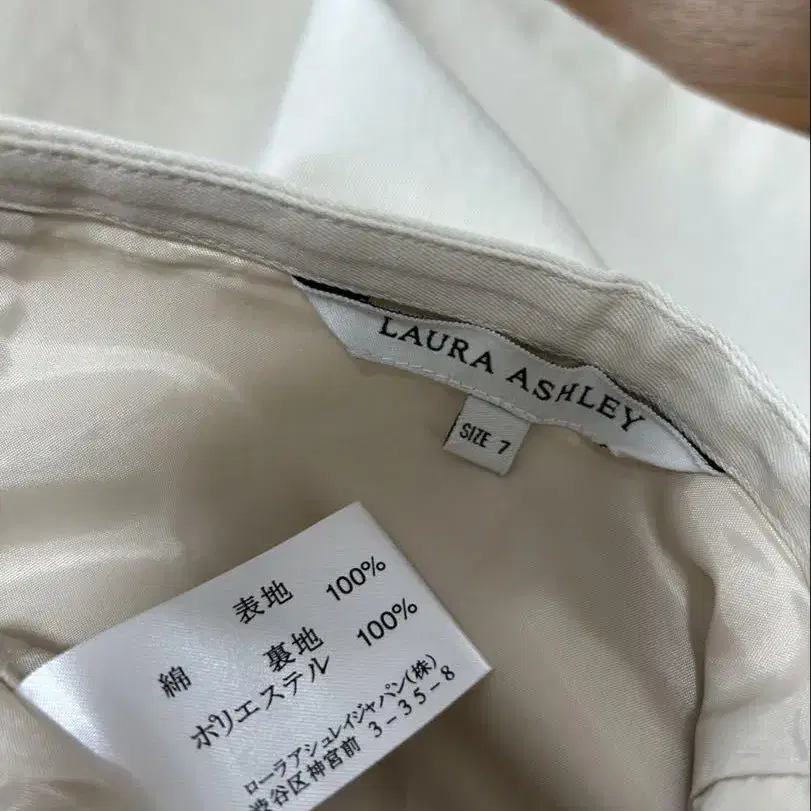 LAURA ASHLEY
SIZE 7
表地
綿 100%
裏地
ポリエステル 100%
ローラアシュレイジャパン(株)
渋谷区神宮前 3-35-8